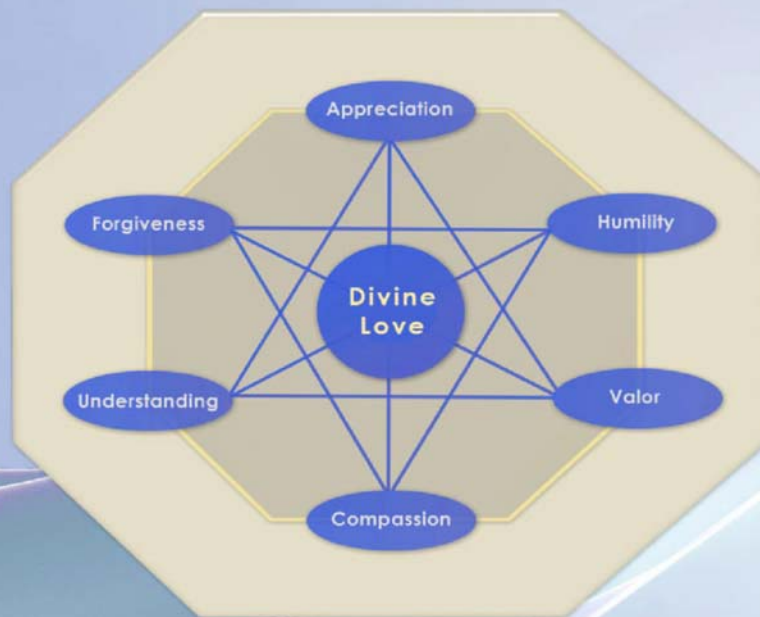 Appreciation
Forgiveness
Humility
Divine
Love
Understanding
Valor
Compassion